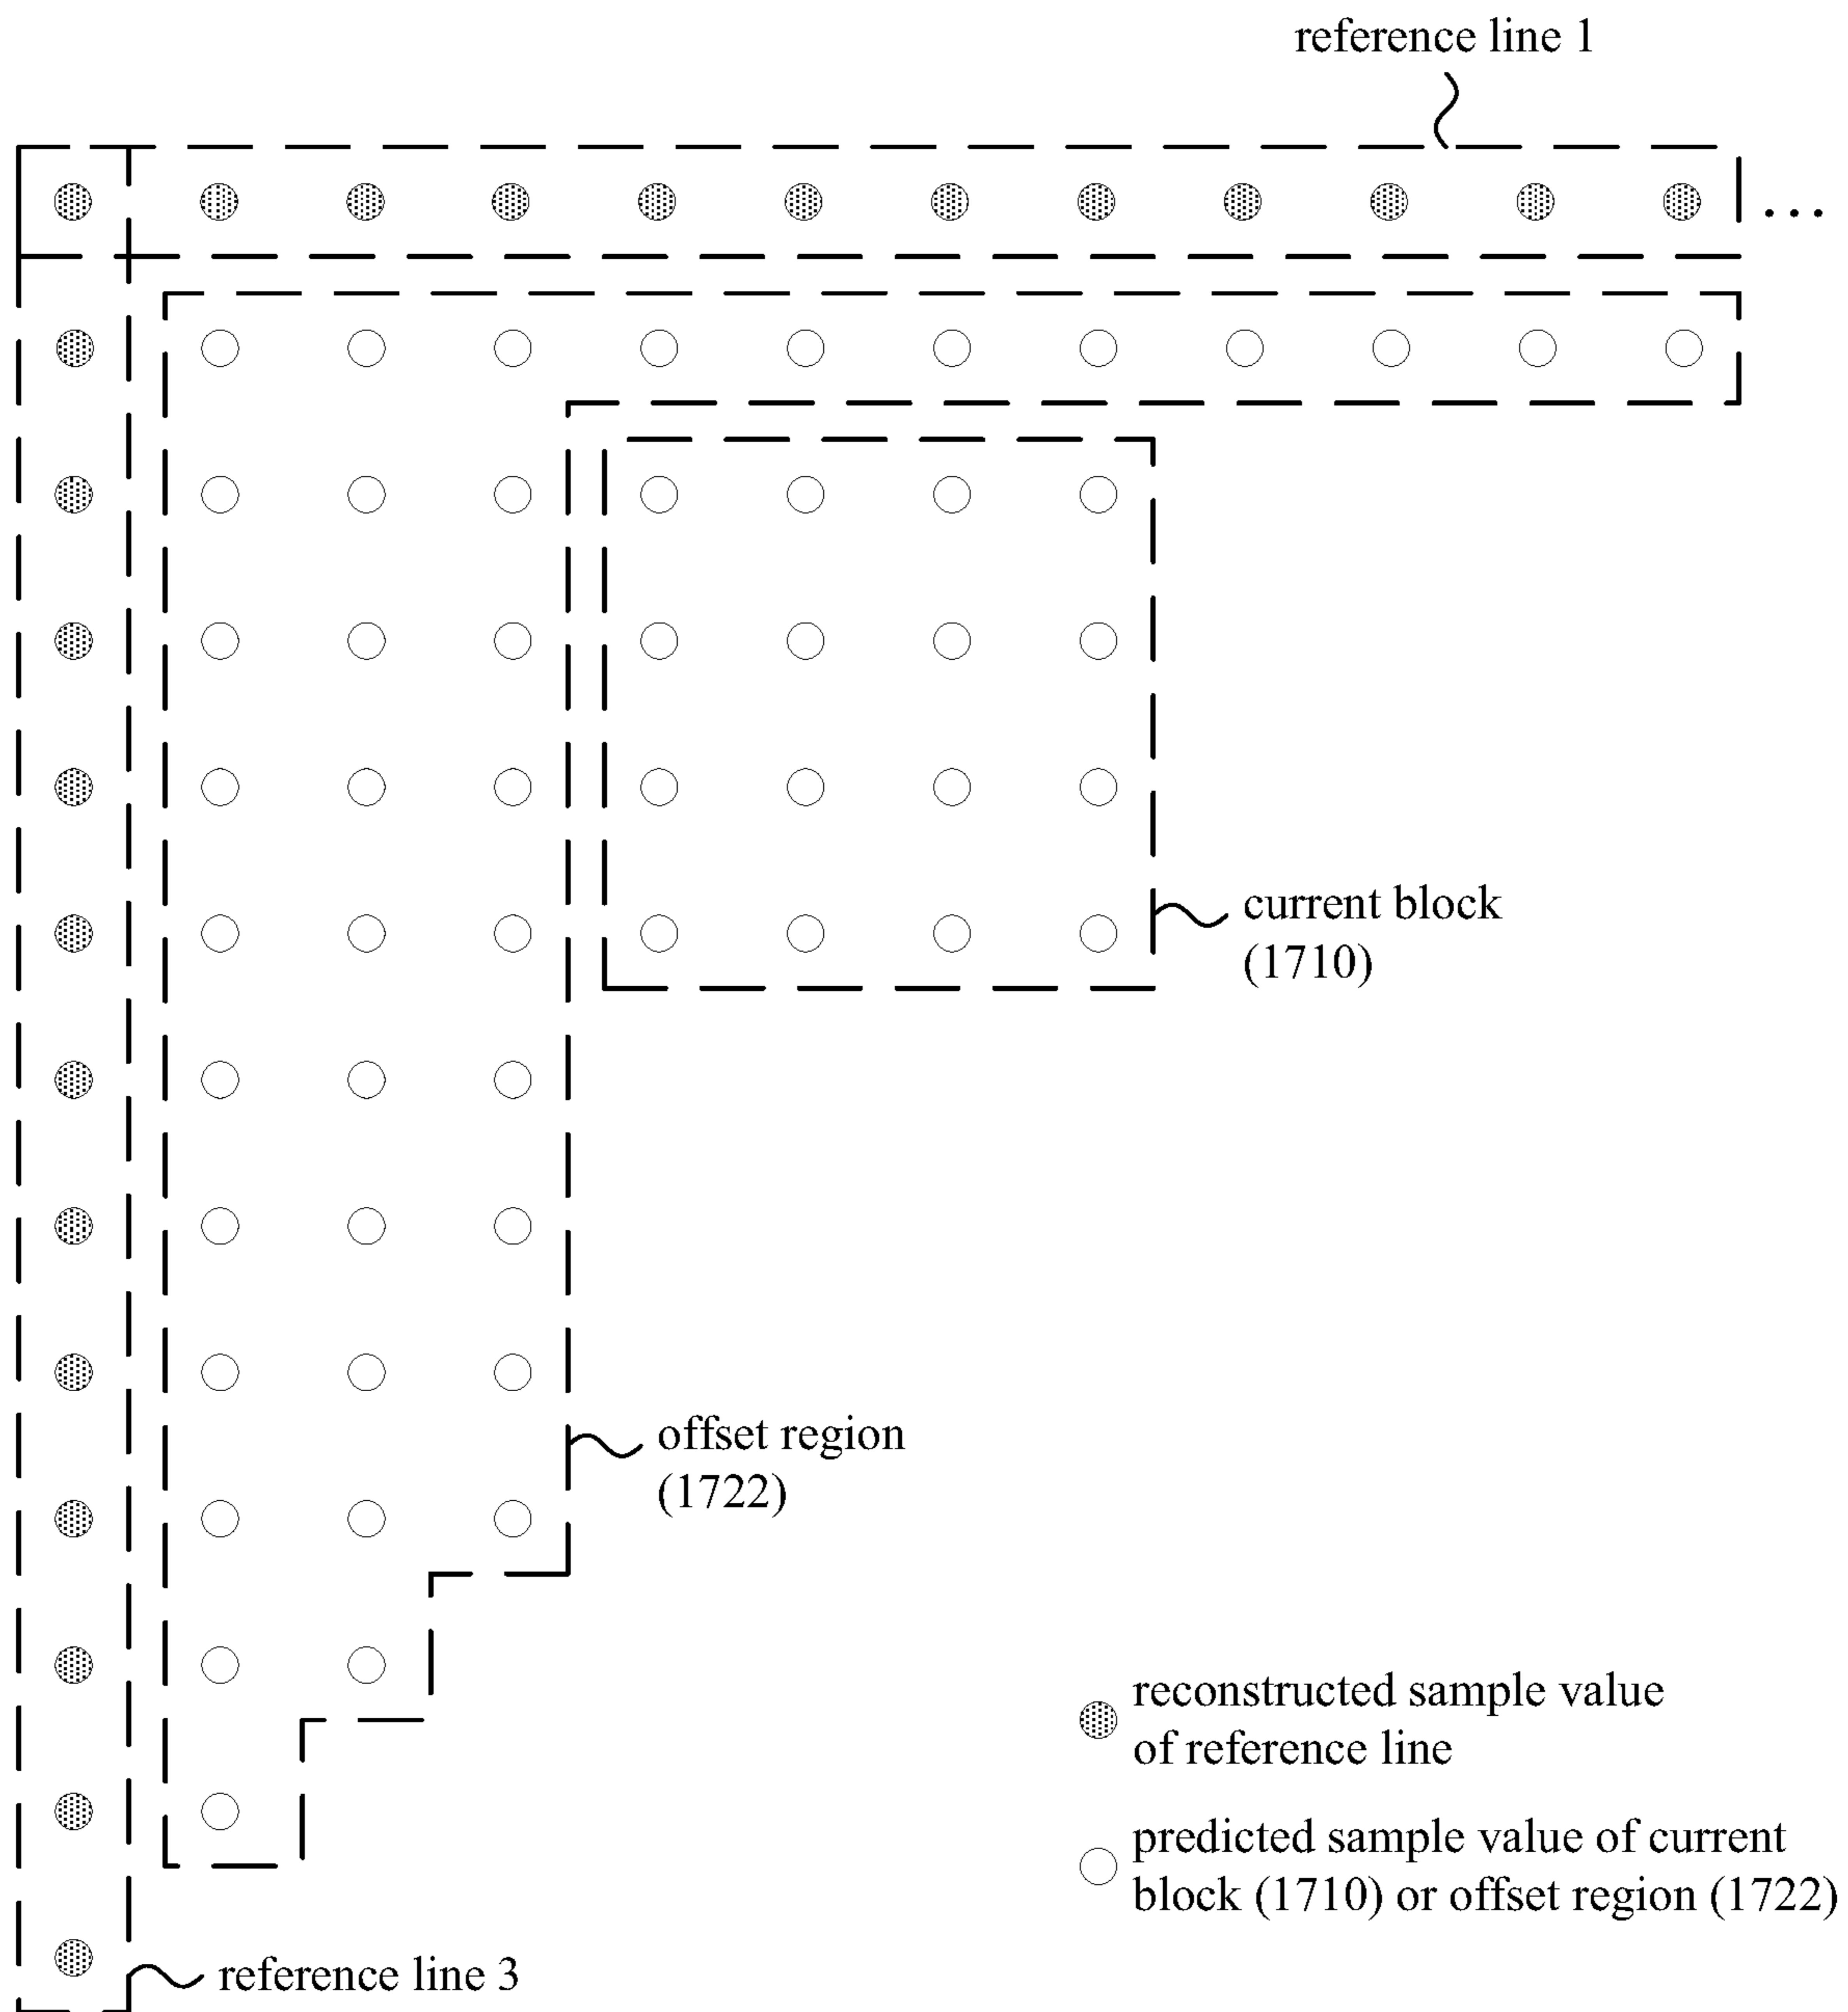 reference line 1
...
current block
(1710)
offset region
(1722)
reconstructed sample value
of reference line
predicted sample value of current
block (1710) or offset region (1722)
reference line 3